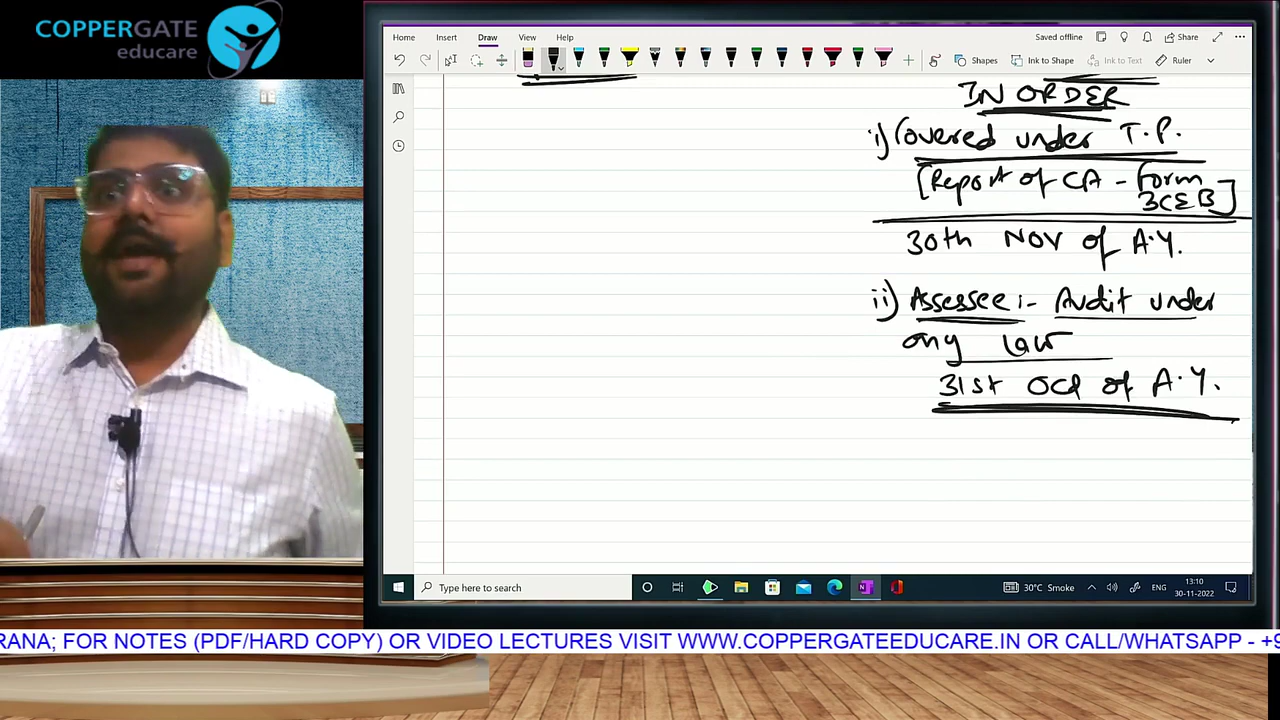 COPPERGATE
educare
Home Insert Draw View Help
Saved offline
Share
Shapes
Ink to Shape
Ink to Text
Ruler
IN ORDER
i) Covered under T.P.
[Report of CA - Form
3CEB]
30th NOV of A.Y.
ii) Assessee :- Audit under
any law
31st Oct of A.Y.
Type here to search
30°C Smoke
ENG
13:10
30-11-2022
RANA; FOR NOTES (PDF/HARD COPY) OR VIDEO LECTURES VISIT WWW.COPPERGATEEDUCARE.IN OR CALL/WHATSAPP - +9